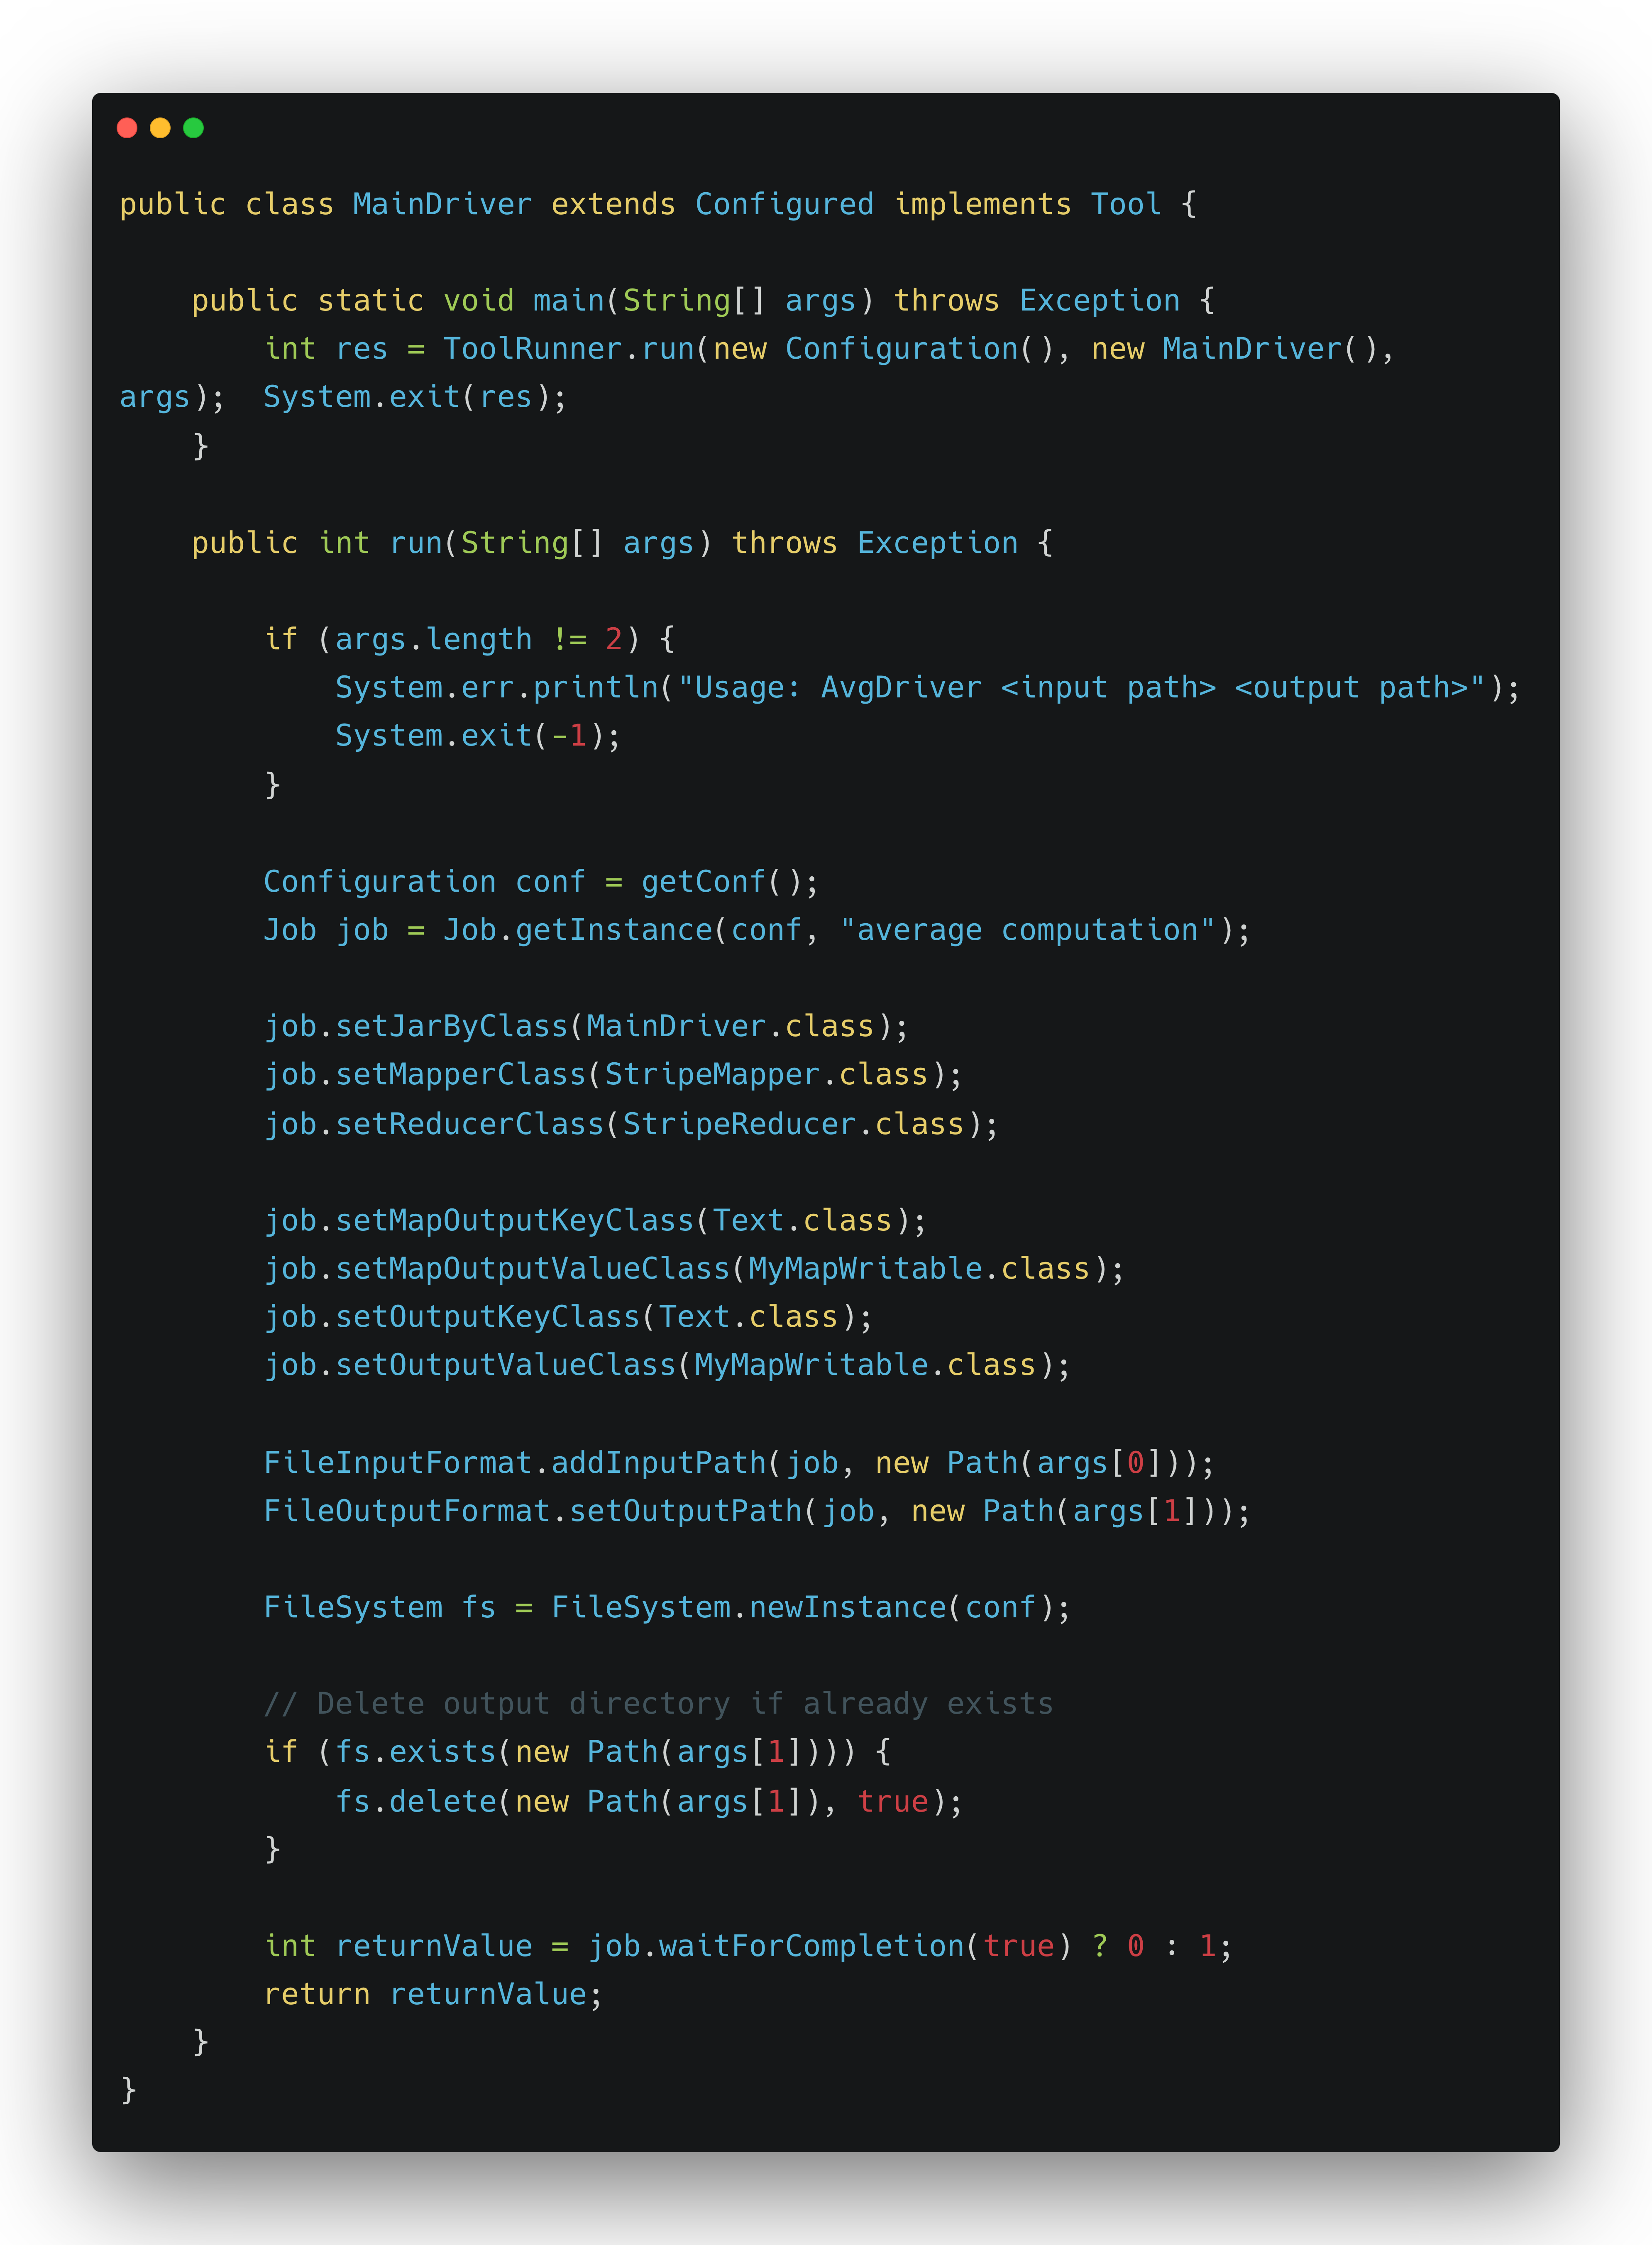 public class MainDriver extends Configured implements Tool {
public static void main(String[] args) throws Exception {
int res = ToolRunner.run(new Configuration(), new MainDriver(),
args);  System.exit(res);
}
public int run(String[] args) throws Exception {
if (args.length != 2) {
System.err.println("Usage: AvgDriver <input path> <output path>");
System.exit(-1);
}
Configuration conf = getConf();
Job job = Job.getInstance(conf, "average computation");
job.setJarByClass(MainDriver.class);
job.setMapperClass(StripeMapper.class);
job.setReducerClass(StripeReducer.class);
job.setMapOutputKeyClass(Text.class);
job.setMapOutputValueClass(MyMapWritable.class);
job.setOutputKeyClass(Text.class);
job.setOutputValueClass(MyMapWritable.class);
FileInputFormat.addInputPath(job, new Path(args[0]));
FileOutputFormat.setOutputPath(job, new Path(args[1]));
FileSystem fs = FileSystem.newInstance(conf);
// Delete output directory if already exists
if (fs.exists(new Path(args[1]))) {
fs.delete(new Path(args[1]), true);
}
int returnValue = job.waitForCompletion(true) ? 0 : 1;
return returnValue;
}
}